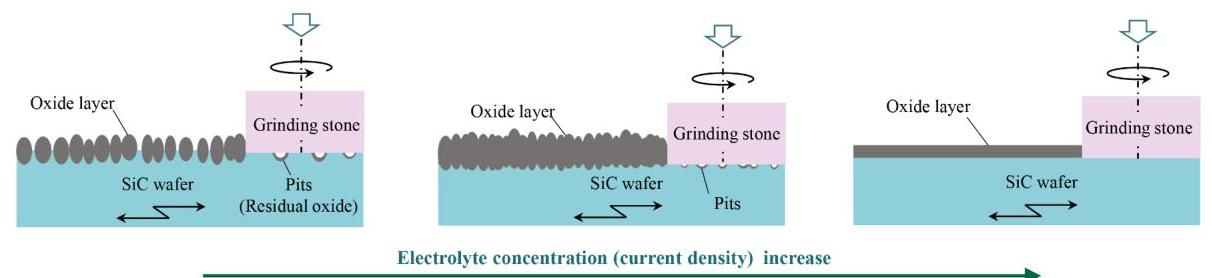 Oxide layer
Grinding stone
SiC wafer
Pits
(Residual oxide)
Oxide layer
Grinding stone
SiC wafer
Pits
Oxide layer
Grinding stone
SiC wafer
Electrolyte concentration (current density) increase